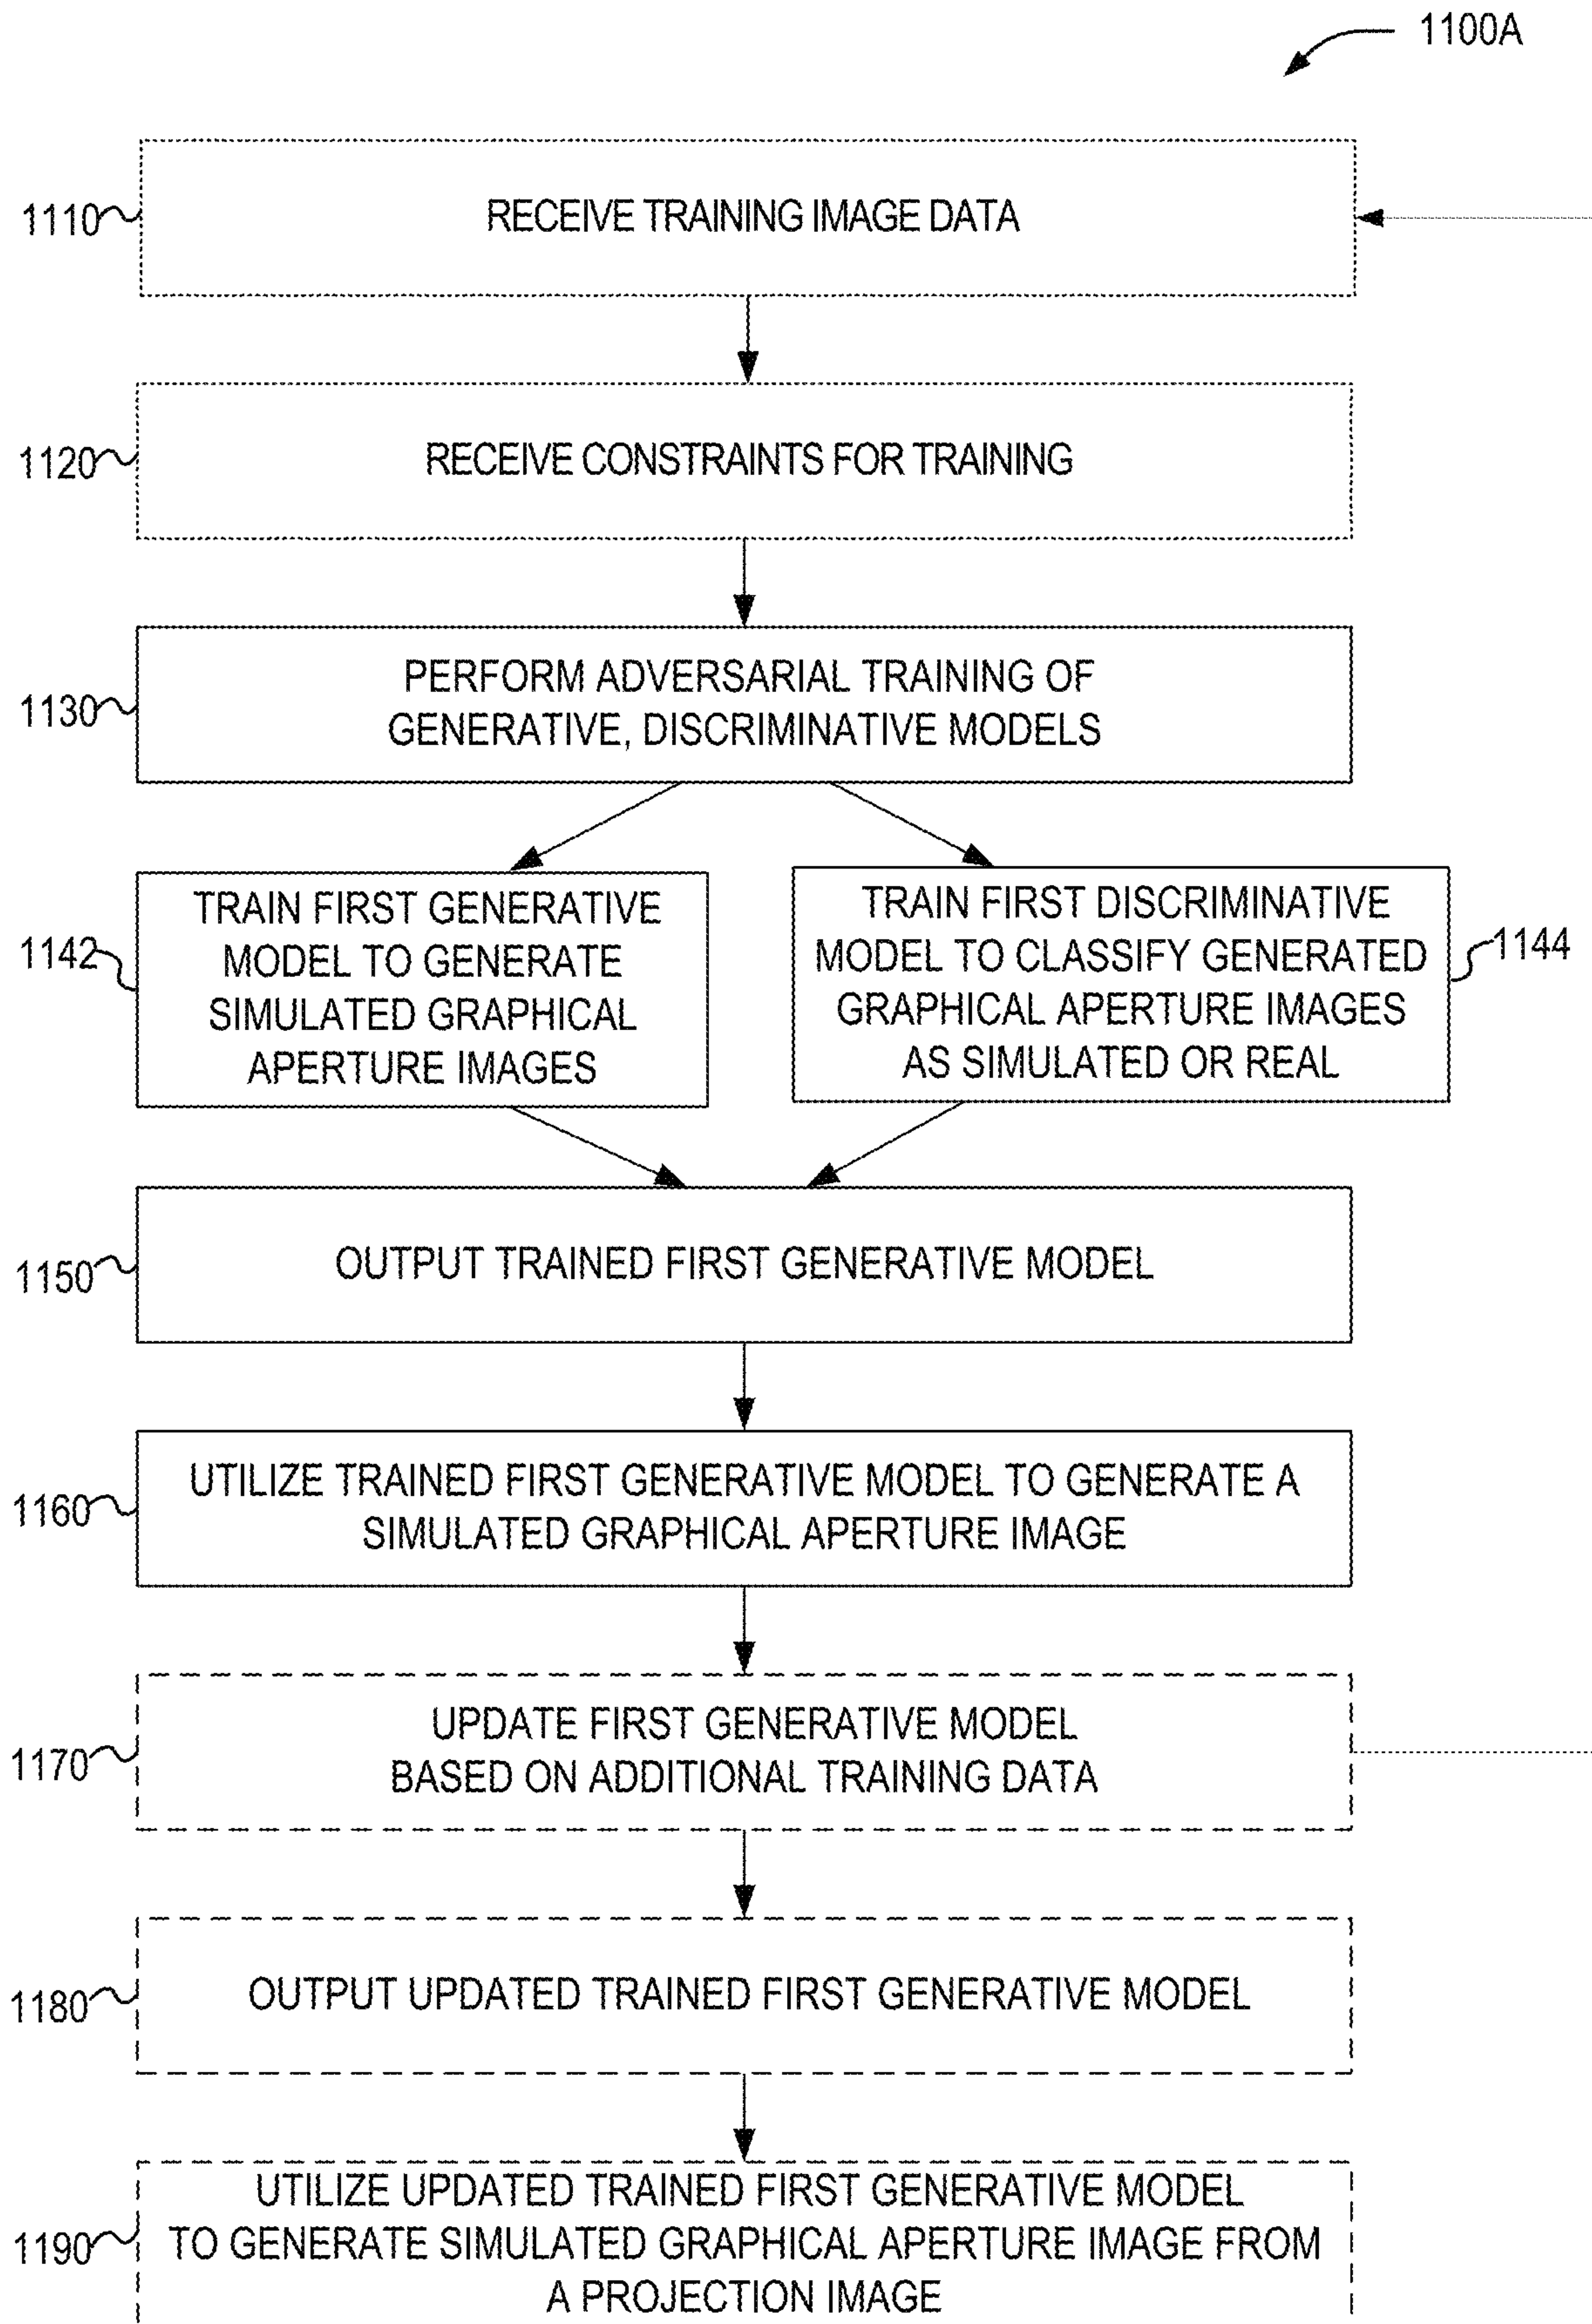 1100A
1110
RECEIVE TRAINING IMAGE DATA
1120
RECEIVE CONSTRAINTS FOR TRAINING
1130
PERFORM ADVERSARIAL TRAINING OF
GENERATIVE, DISCRIMINATIVE MODELS
1142
TRAIN FIRST GENERATIVE
MODEL TO GENERATE
SIMULATED GRAPHICAL
APERTURE IMAGES
TRAIN FIRST DISCRIMINATIVE
MODEL TO CLASSIFY GENERATED
GRAPHICAL APERTURE IMAGES
AS SIMULATED OR REAL
1144
1150
OUTPUT TRAINED FIRST GENERATIVE MODEL
1160
UTILIZE TRAINED FIRST GENERATIVE MODEL TO GENERATE A
SIMULATED GRAPHICAL APERTURE IMAGE
1170
UPDATE FIRST GENERATIVE MODEL
BASED ON ADDITIONAL TRAINING DATA
1180
OUTPUT UPDATED TRAINED FIRST GENERATIVE MODEL
1190
UTILIZE UPDATED TRAINED FIRST GENERATIVE MODEL
TO GENERATE SIMULATED GRAPHICAL APERTURE IMAGE FROM
A PROJECTION IMAGE